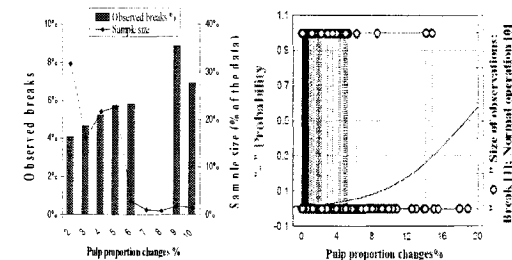 Observed breaks %
Sample size
10%
8%
6%
4%
2%
0%
40%
30%
20%
10%
0%
Observed breaks
Sample size (% of the data)
2 3 4 5 6 7 8 9 10
Pulp proportion changes %
1.1
0.9
0.7
0.5
0.3
0.1
-0.1
"-" Probability
0 4 8 12 16 20
Pulp proportion changes%
O " Size of observations:
Break [1]; Normal operation [0]